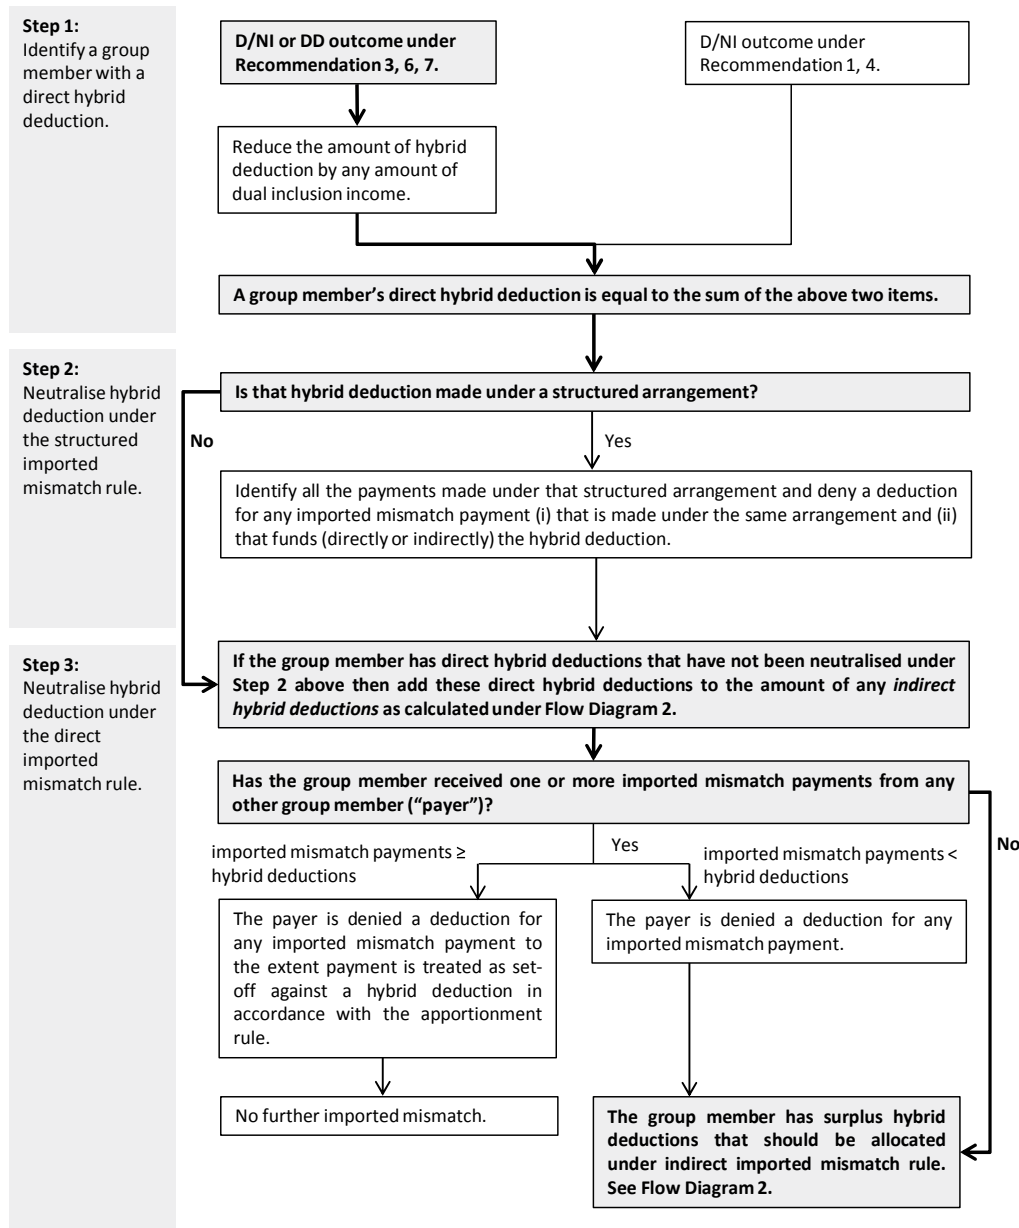 Step 1:
Identify a group
member with a
direct hybrid
deduction.
D/NI or DD outcome under
Recommendation 3, 6, 7.
D/NI outcome under
Recommendation 1, 4.
Reduce the amount of hybrid
deduction by any amount of
dual inclusion income.
A group member's direct hybrid deduction is equal to the sum of the above two items.
Step 2:
Neutralise hybrid
deduction under
the structured
imported
mismatch rule.
Is that hybrid deduction made under a structured arrangement?
No
Yes
Identify all the payments made under that structured arrangement and deny a deduction
for any imported mismatch payment (i) that is made under the same arrangement and (ii)
that funds (directly or indirectly) the hybrid deduction.
Step 3:
Neutralise hybrid
deduction under
the direct
imported
mismatch rule.
If the group member has direct hybrid deductions that have not been neutralised under
Step 2 above then add these direct hybrid deductions to the amount of any indirect
hybrid deductions as calculated under Flow Diagram 2.
Has the group member received one or more imported mismatch payments from any
other group member ("payer")?
No
Yes
imported mismatch payments ≥
hybrid deductions
imported mismatch payments <
hybrid deductions
The payer is denied a deduction for
any imported mismatch payment to
the extent payment is treated as set-
off against a hybrid deduction in
accordance with the apportionment
rule.
The payer is denied a deduction for any
imported mismatch payment.
No further imported mismatch.
The group member has surplus hybrid
deductions that should be allocated
under indirect imported mismatch rule.
See Flow Diagram 2.